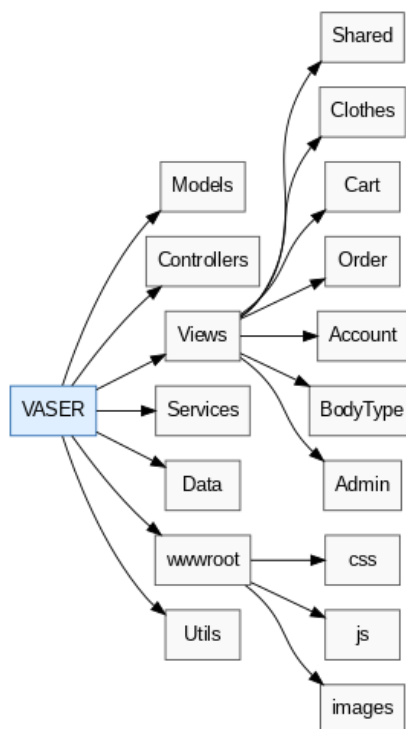 Shared
Clothes
Models
Cart
Controllers
Order
Views
Account
VASER
Services
BodyType
Data
Admin
wwwroot
css
Utils
js
images